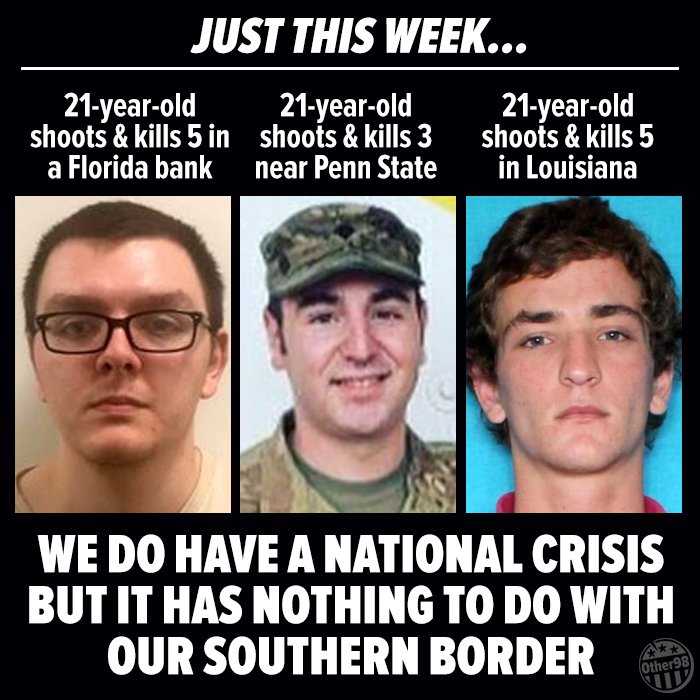 JUST THIS WEEK...
21-year-old
shoots & kills 5 in
a Florida bank
21-year-old
shoots & kills 3
near Penn State
21-year-old
shoots & kills 5
in Louisiana
WE DO HAVE A NATIONAL CRISIS
BUT IT HAS NOTHING TO DO WITH
OUR SOUTHERN BORDER
Other98